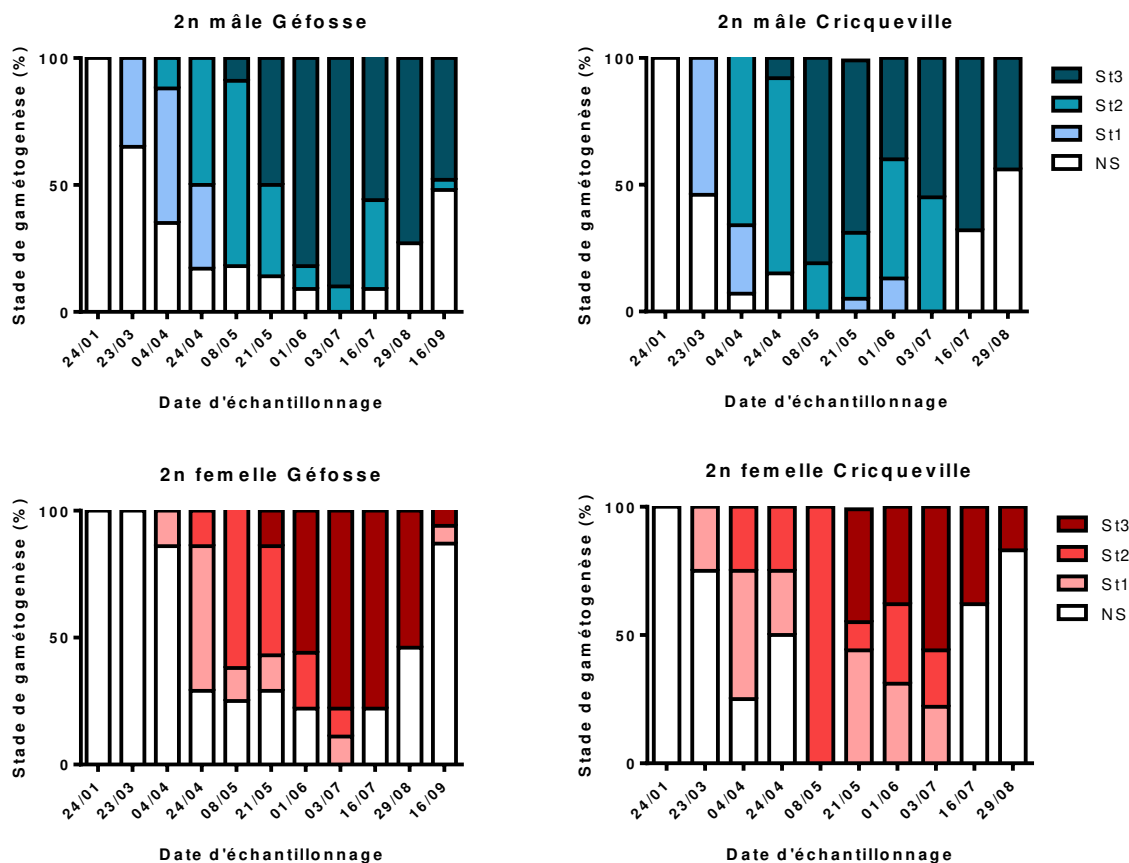 2n mâle Géfosse
Stade de gamétogenèse (%)
100
50
0
24/01 23/03 04/04 24/04 08/05 21/05 01/06 03/07 16/07 29/08 16/09
Date d'échantillonnage
2n mâle Cricqueville
Stade de gamétogenèse (%)
100
50
0
24/01 23/03 04/04 24/04 08/05 21/05 01/06 03/07 16/07 29/08
Date d'échantillonnage
St3
St2
St1
NS
2n femelle Géfosse
Stade de gamétogenèse (%)
100
50
0
24/01 23/03 04/04 24/04 08/05 21/05 01/06 03/07 16/07 29/08 16/09
Date d'échantillonnage
2n femelle Cricqueville
Stade de gamétogenèse (%)
100
50
0
24/01 23/03 04/04 24/04 08/05 21/05 01/06 03/07 16/07 29/08
Date d'échantillonnage
St3
St2
St1
NS